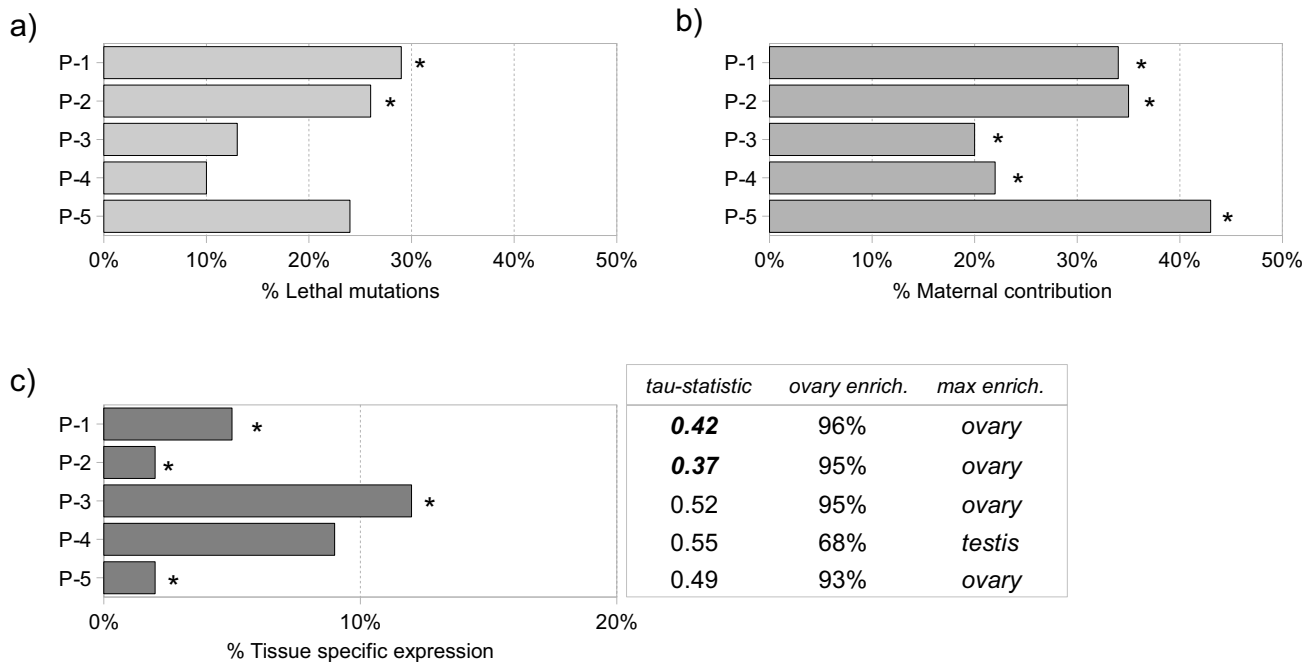 a)
P-1 *
P-2 *
P-3
P-4
P-5
0% 10% 20% 30% 40% 50%
% Lethal mutations
b)
P-1 *
P-2 *
P-3 *
P-4 *
P-5 *
0% 10% 20% 30% 40% 50%
% Maternal contribution
c)
P-1 *
P-2 *
P-3 *
P-4
P-5 *
0% 10% 20%
% Tissue specific expression
tau-statistic ovary enrich. max enrich.
0.42 96% ovary
0.37 95% ovary
0.52 95% ovary
0.55 68% testis
0.49 93% ovary